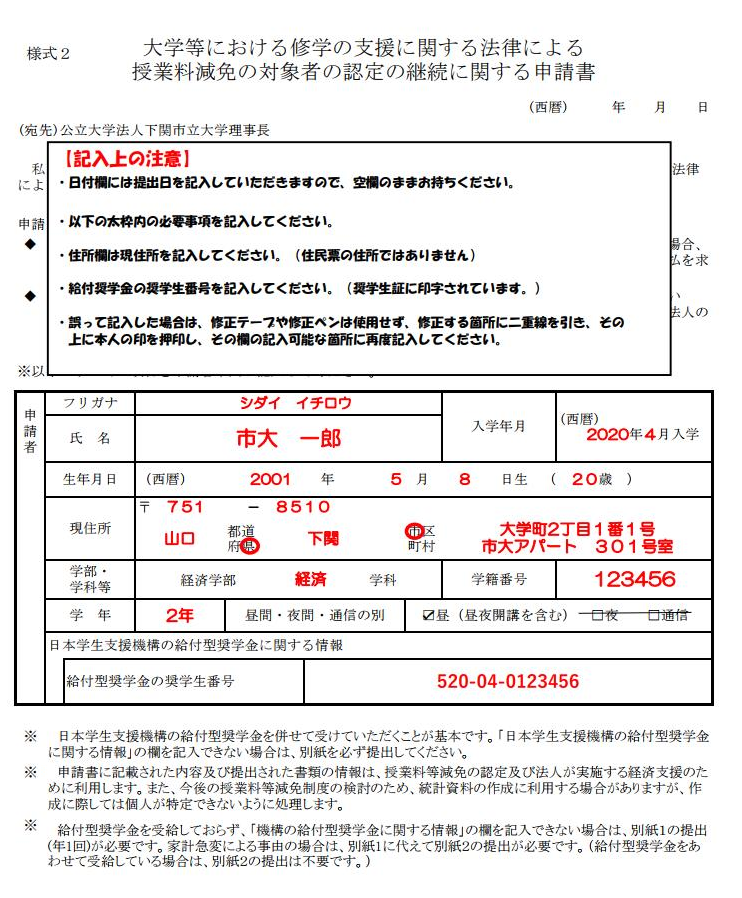 様式2
大学等における修学の支援に関する法律による
授業料減免の対象者の認定の継続に関する申請書
(西暦)　年　月　日
(宛先)公立大学法人下関市立大学理事長
私
法律
によ
【記入上の注意】
・日付欄には提出日を記入していただきますので、空欄のままお持ちください。
申請
・以下の太枠内の必要事項を記入してください。
◆
場合、
・住所欄は現住所を記入してください。（住民票の住所ではありません）
払を求
◆
・給付奨学金の奨学生番号を記入してください。（奨学生証に印字されています。）
い
法人の
・誤って記入した場合は、修正テープや修正ペンは使用せず、修正する箇所に二重線を引き、その
上に本人の印を押印し、その欄の記入可能な箇所に再度記入してください。
※以
申請者
フリガナ　シダイ　イチロウ
氏　名　市大　一郎
入学年月　(西暦)
2020年4月入学
生年月日　(西暦)　2001　年　5　月　8　日生　(　20歳　)
現住所　〒 751　－　8510
山口　都道府県　下関　市区町村　大学町2丁目1番1号
市大アパート　301号室
学部・学科等　経済学部　経済　学科　学籍番号　123456
学　年　2年　昼間・夜間・通信の別　☑昼（昼夜開講を含む）　□夜　□通信
日本学生支援機構の給付型奨学金に関する情報
給付型奨学金の奨学生番号　520-04-0123456
※　日本学生支援機構の給付型奨学金を併せて受けていただくことが基本です。「日本学生支援機構の給付型奨学金
に関する情報」の欄を記入できない場合は、別紙を必ず提出してください。
※　申請書に記載された内容及び提出された書類の情報は、授業料等減免の認定及び法人が実施する経済支援のた
めに利用します。また、今後の授業料等減免制度の検討のため、統計資料の作成に利用する場合がありますが、作
成に際しては個人が特定できないように処理します。
※　給付型奨学金を受給しておらず、「機構の給付型奨学金に関する情報」の欄を記入できない場合は、別紙1の提出
(年1回)が必要です。家計急変による事由の場合は、別紙1に代えて別紙2の提出が必要です。(給付型奨学金をあ
わせて受給している場合は、別紙2の提出は不要です。)